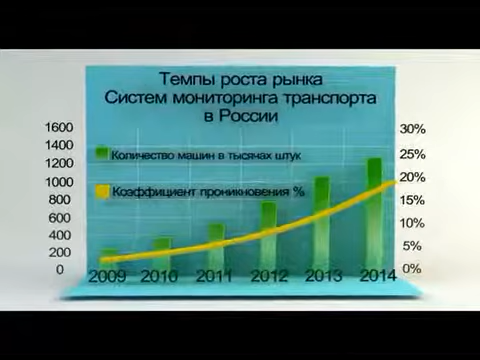 Темпы роста рынка
Систем мониторинга транспорта
в России
1600
1400
1200
1000
800
600
400
200
0
Количество машин в тысячах штук
Коэффициент проникновения %
30%
25%
20%
15%
10%
5%
0%
2009 2010 2011 2012 2013 2014